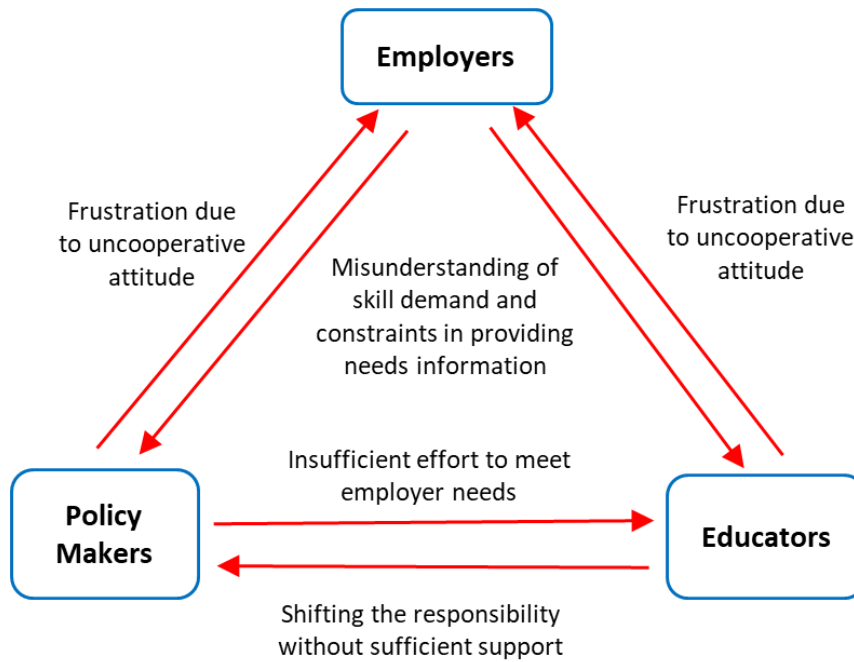 Employers
Frustration due
to uncooperative
attitude
Frustration due
to uncooperative
attitude
Misunderstanding of
skill demand and
constraints in providing
needs information
Insufficient effort to meet
employer needs
Policy
Makers
Educators
Shifting the responsibility
without sufficient support